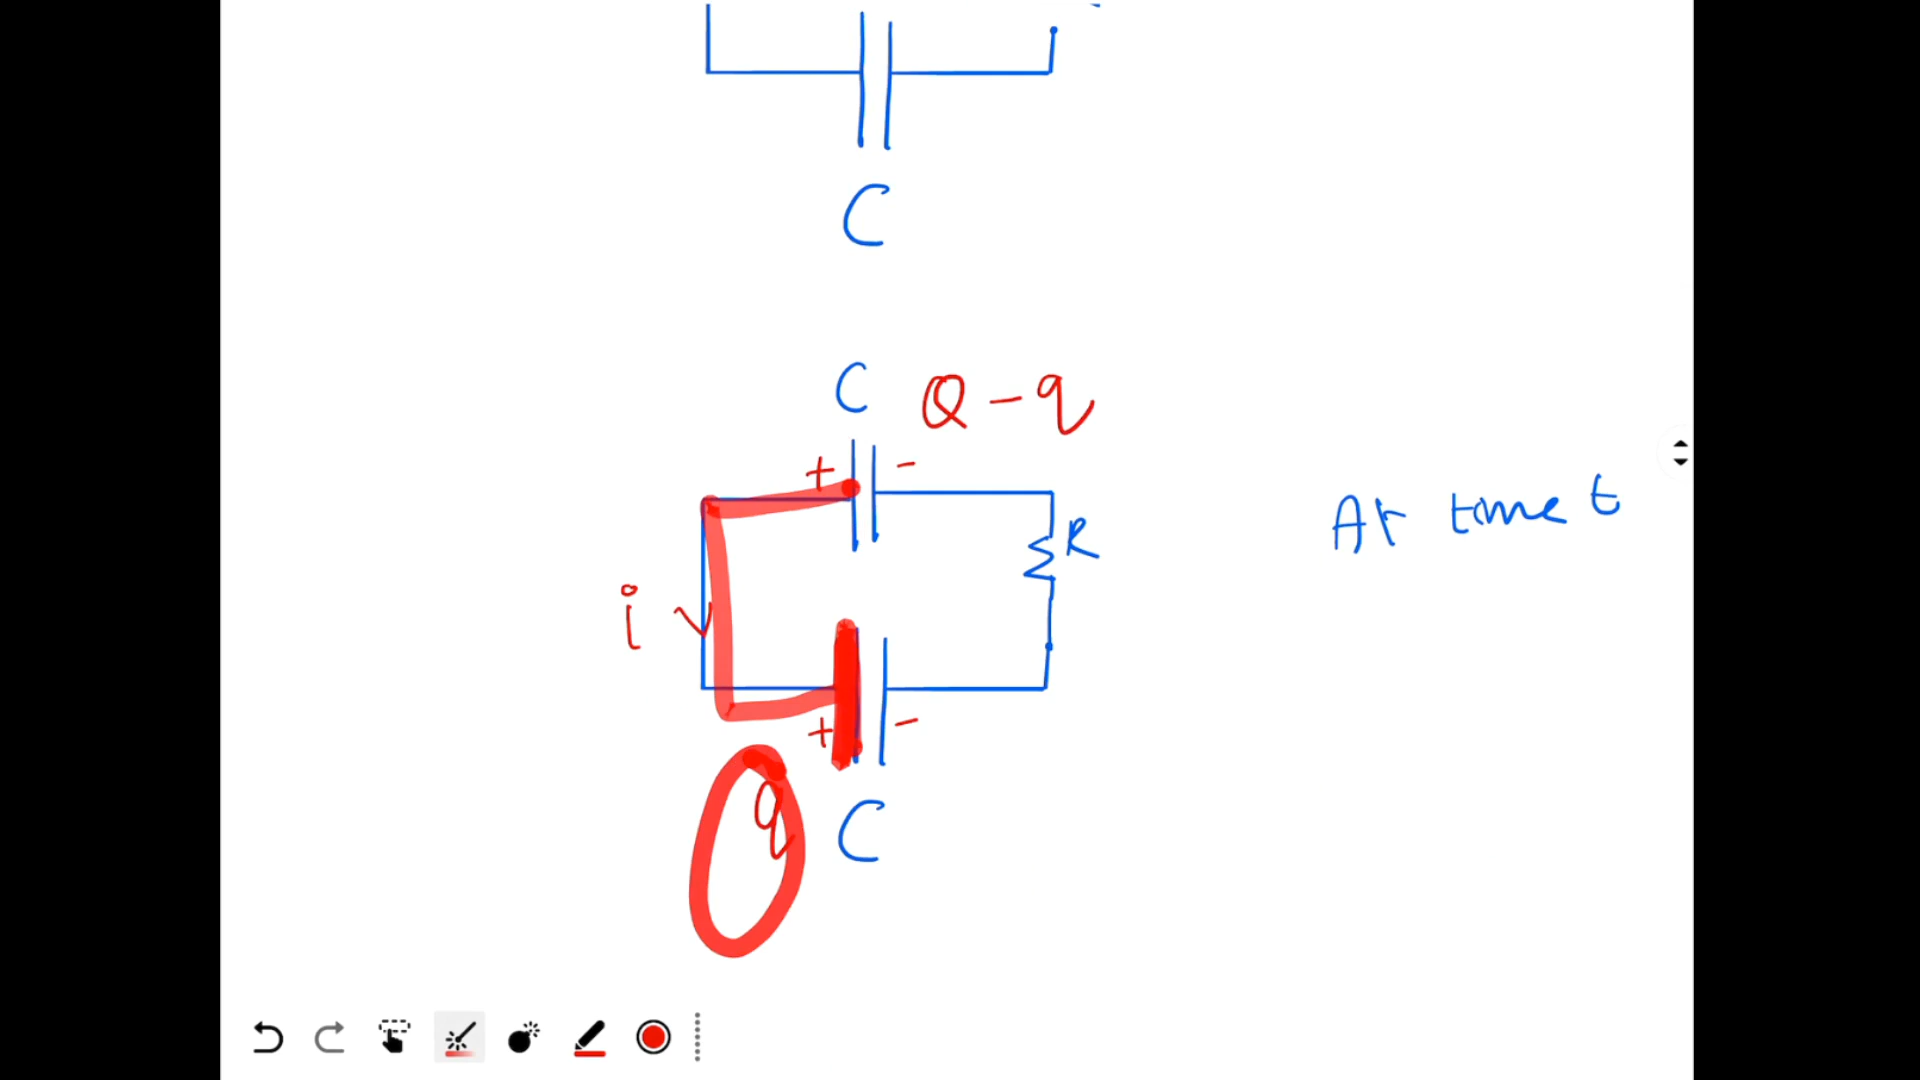 C
C Q - q
+ -
R
At time t
i
+ -
q
C